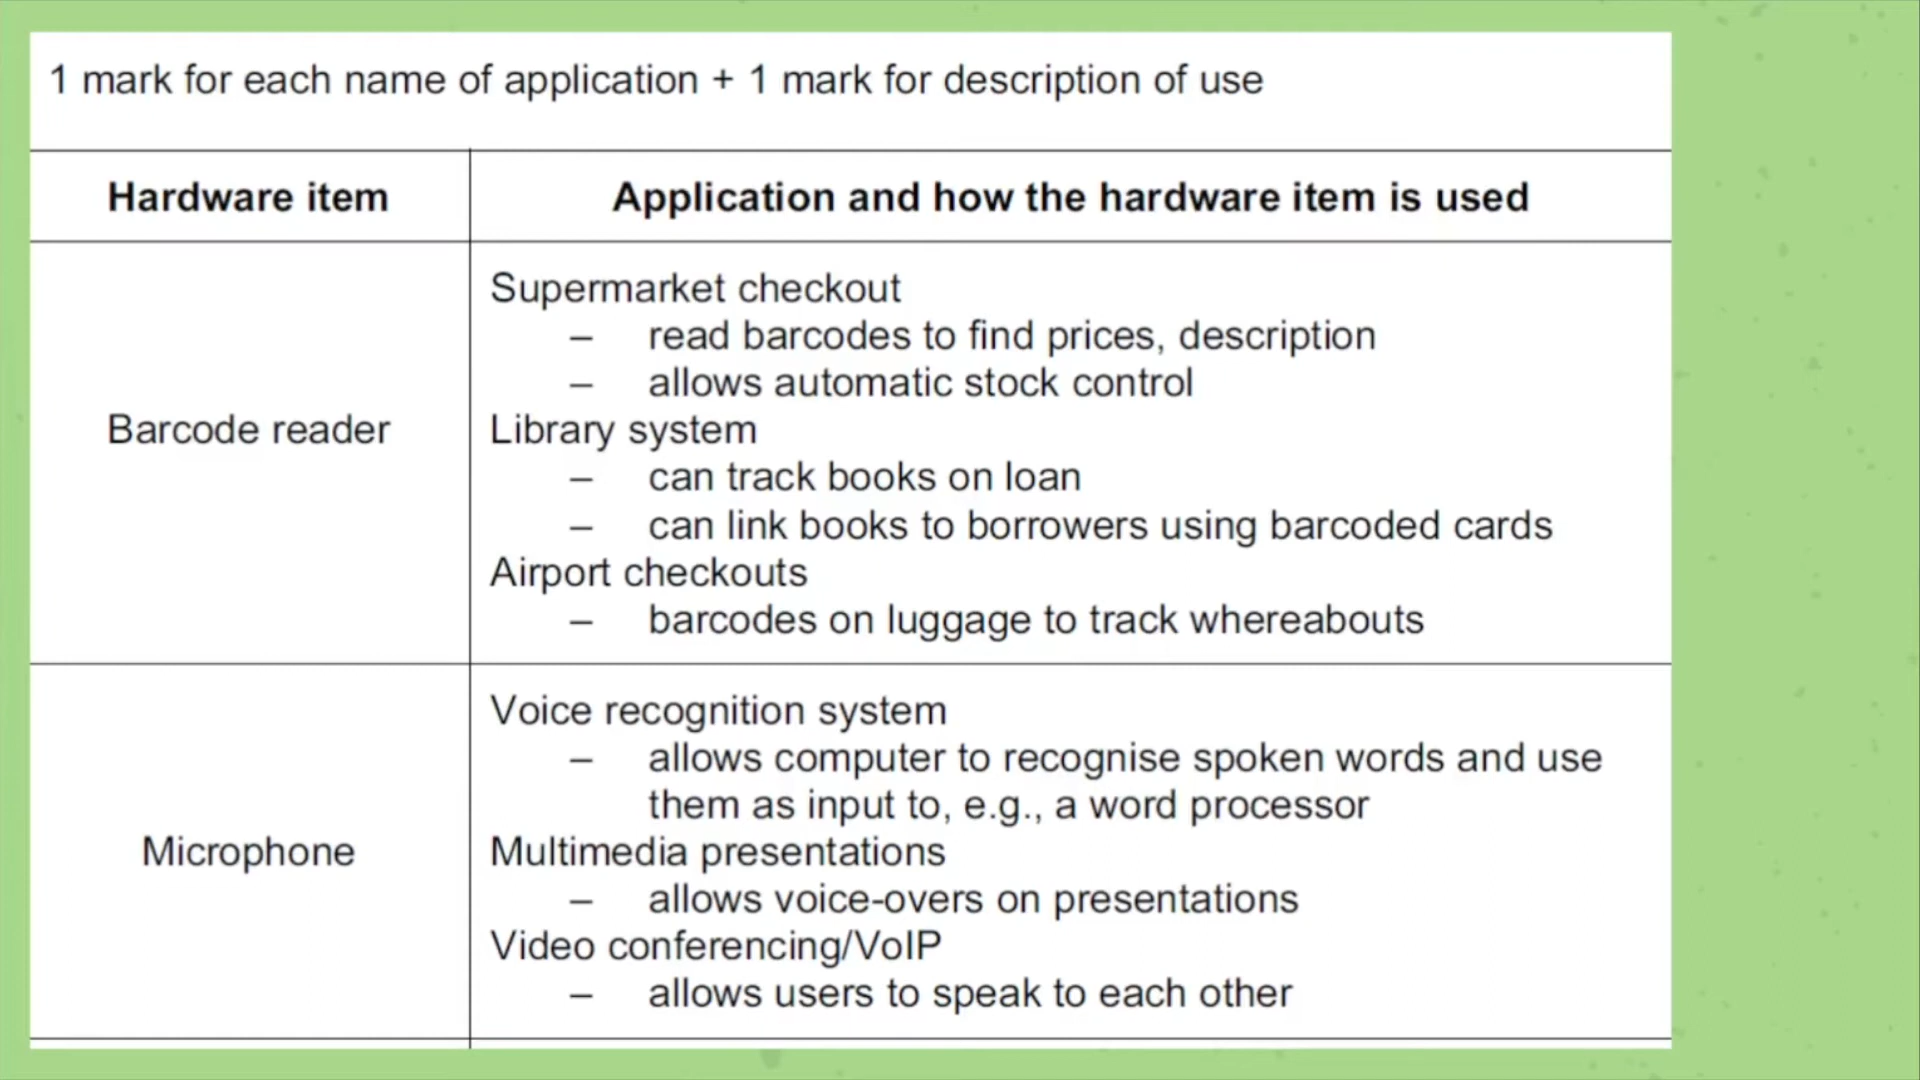 1 mark for each name of application + 1 mark for description of use
Hardware item
Application and how the hardware item is used
Barcode reader
Supermarket checkout
– read barcodes to find prices, description
– allows automatic stock control
Library system
– can track books on loan
– can link books to borrowers using barcoded cards
Airport checkouts
– barcodes on luggage to track whereabouts
Microphone
Voice recognition system
– allows computer to recognise spoken words and use
them as input to, e.g., a word processor
Multimedia presentations
– allows voice-overs on presentations
Video conferencing/VoIP
– allows users to speak to each other